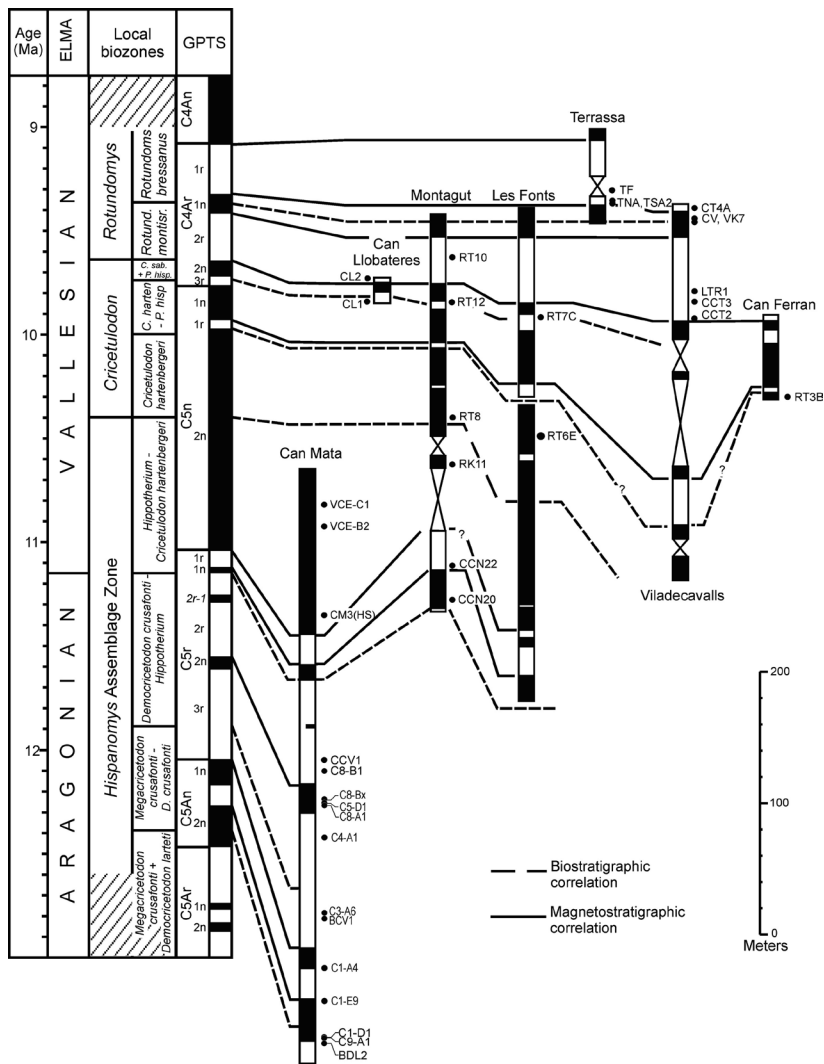 Age
(Ma)
ELMA
Local
biozones
GPTS
9
10
11
12
VALLESIAN
ARAGONIAN
Rotundomys
Cricetulodon
Hispanomys Assemblage Zone
Rotundoms
bressanus
Rotund.
montisr.
C. sab.
+ P. hisp.
C. harten
- P. hisp
Cricetulodon
hartenbergeri
Hippotherium -
Cricetulodon hartenbergeri
Democricetodon crusafonti -
Hippotherium
Megacricetodon
crusafonti -
D. crusafonti
Megacricetodon
crusafonti +
Democricetodon larteti
C4An
C4Ar
1r
1n
2r
2n
3r
C5n
1n
1r
2n
C5r
1r
1n
2r-1
2r
2n
3r
C5An
1n
2n
C5Ar
1n
2n
Can Mata
VCE-C1
VCE-B2
CM3(HS)
CCV1
C8-B1
C8-Bx
C5-D1
C8-A1
C4-A1
C3-A6
BCV1
C1-A4
C1-E9
C1-D1
C9-A1
BDL2
Can
Llobateres
CL2
CL1
Montagut
RT10
RT12
RT8
RK11
?
CCN22
CCN20
Les Fonts
RT7C
RT6E
Terrassa
TF
TNA, TSA2
CT4A
CV, VK7
LTR1
CCT3
CCT2
?
?
Viladecavalls
Can Ferran
RT3B
Biostratigraphic
correlation
Magnetostratigraphic
correlation
200
100
0
Meters